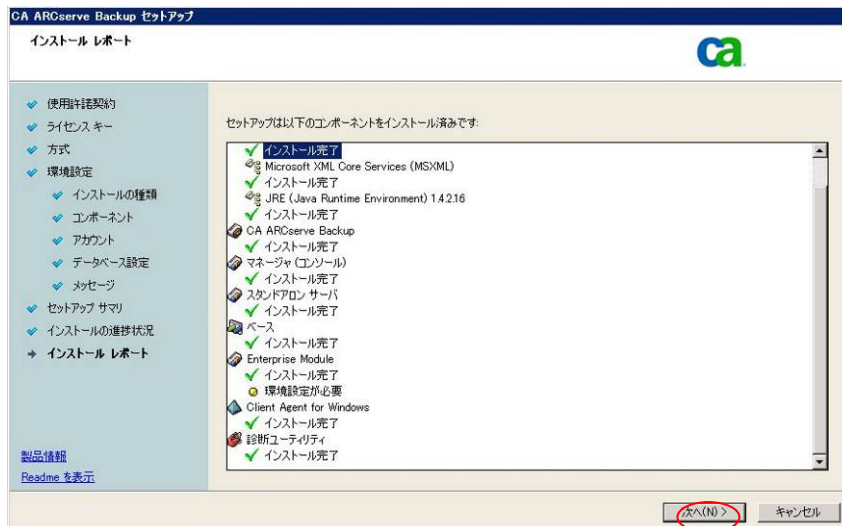 CA ARCserve Backup セットアップ
インストール レポート
ca
使用許諾契約
ライセンス キー
方式
環境設定
インストールの種類
コンポーネント
アカウント
データベース設定
メッセージ
セットアップ サマリ
インストールの進捗状況
インストール レポート
製品情報
Readme を表示
セットアップは以下のコンポーネントをインストール済みです:
インストール完了
Microsoft XML Core Services (MSXML)
インストール完了
JRE (Java Runtime Environment) 1.4.2.16
インストール完了
CA ARCserve Backup
インストール完了
マネージャ (コンソール)
インストール完了
スタンドアロン サーバ
インストール完了
ベース
インストール完了
Enterprise Module
インストール完了
環境設定が必要
Client Agent for Windows
インストール完了
診断ユーティリティ
インストール完了
次へ(N) >
キャンセル